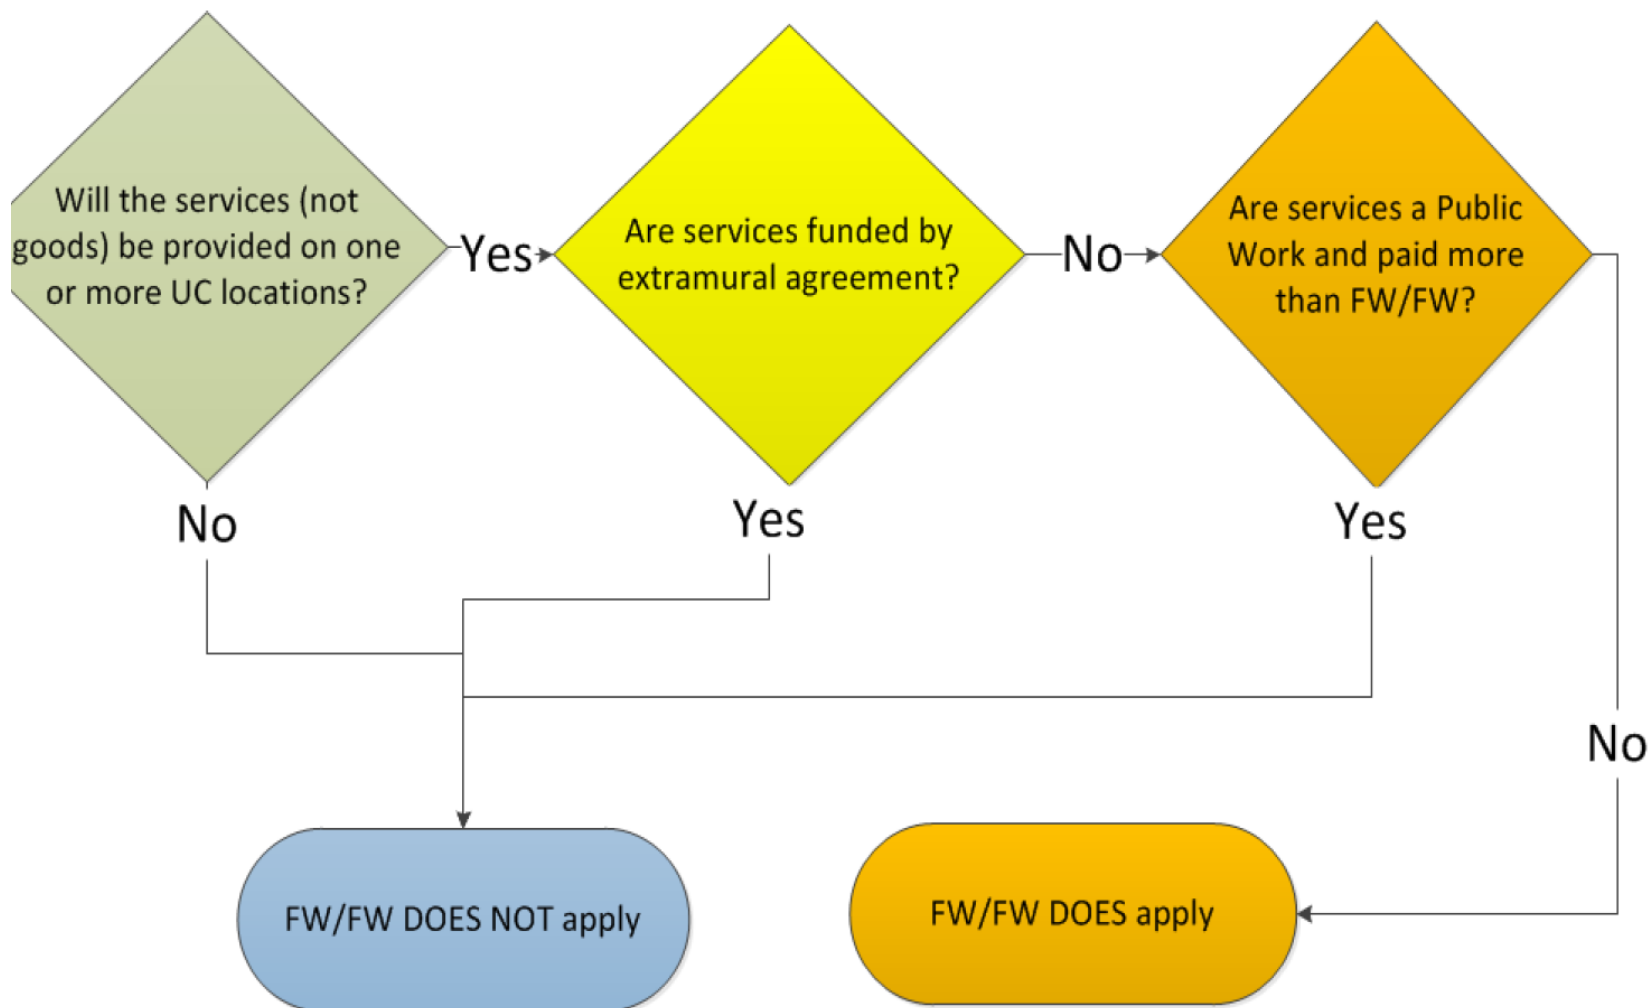 Will the services (not
goods) be provided on one
or more UC locations?
Yes
Are services funded by
extramural agreement?
No
Are services a Public
Work and paid more
than FW/FW?
No
Yes
Yes
No
FW/FW DOES NOT apply
FW/FW DOES apply